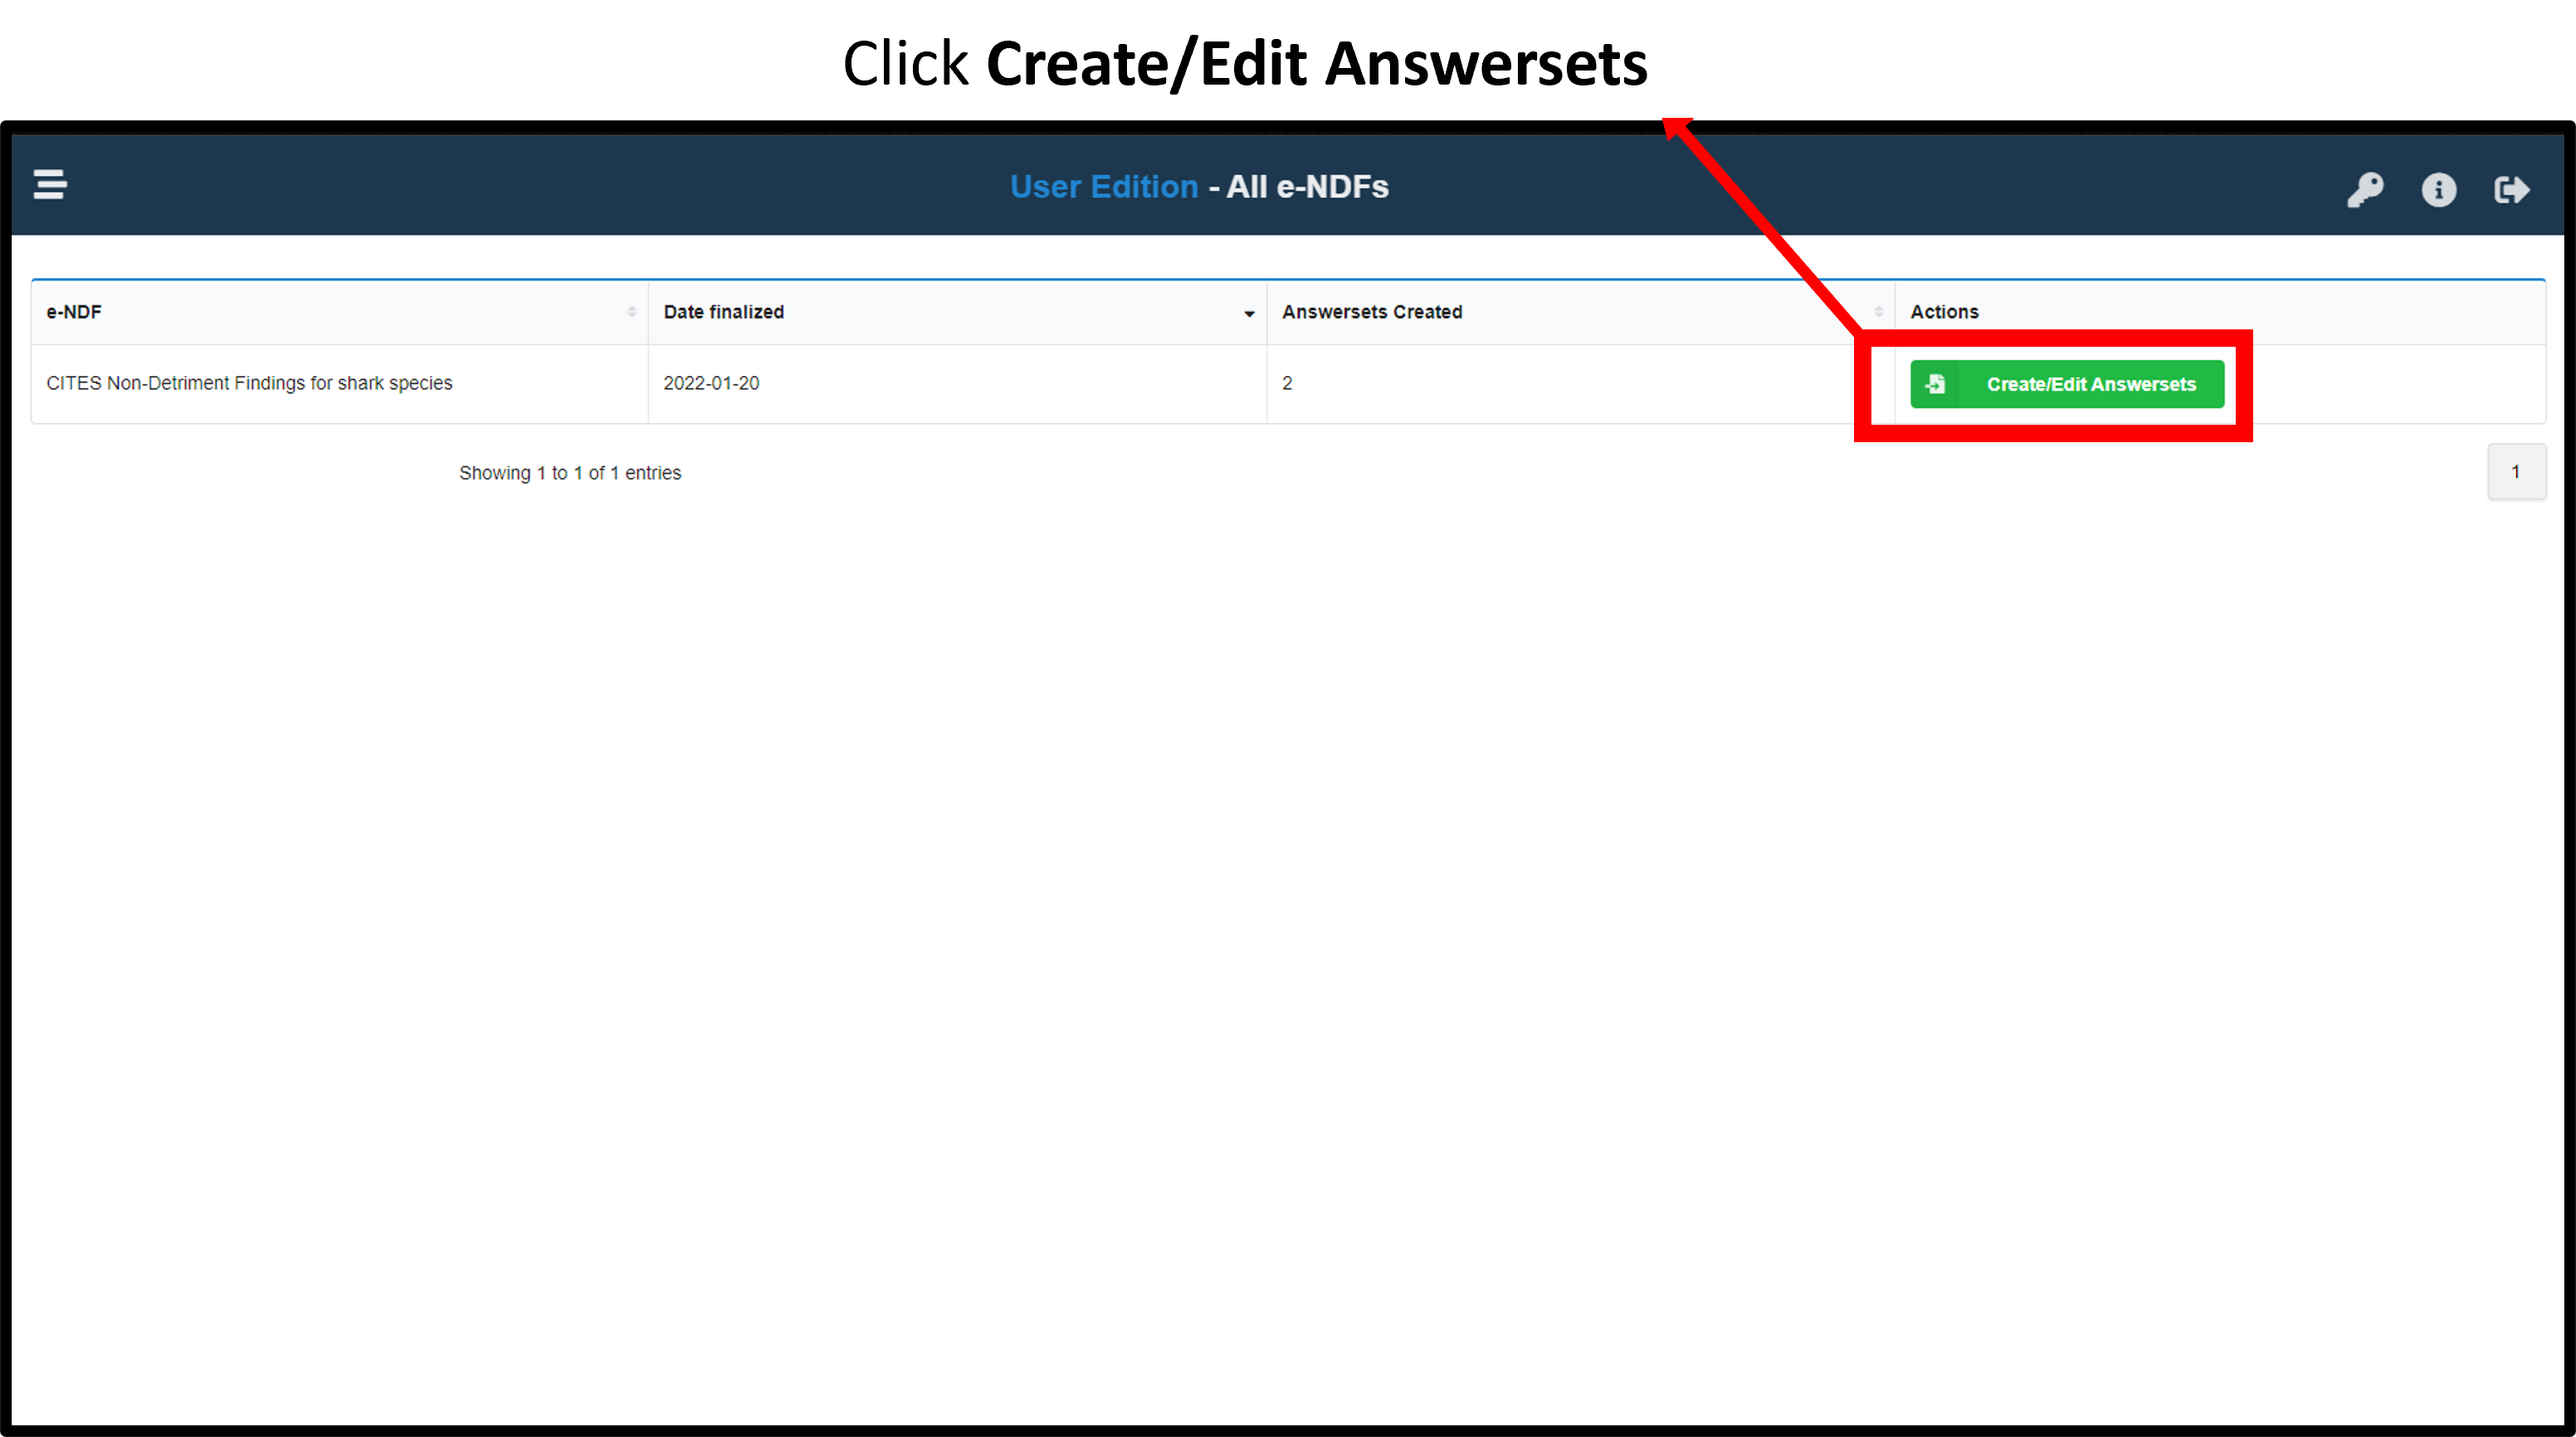 Click Create/Edit Answersets
User Edition - All e-NDFs
e-NDF Date finalized Answersets Created Actions
CITES Non-Detriment Findings for shark species 2022-01-20 2 Create/Edit Answersets
Showing 1 to 1 of 1 entries 1